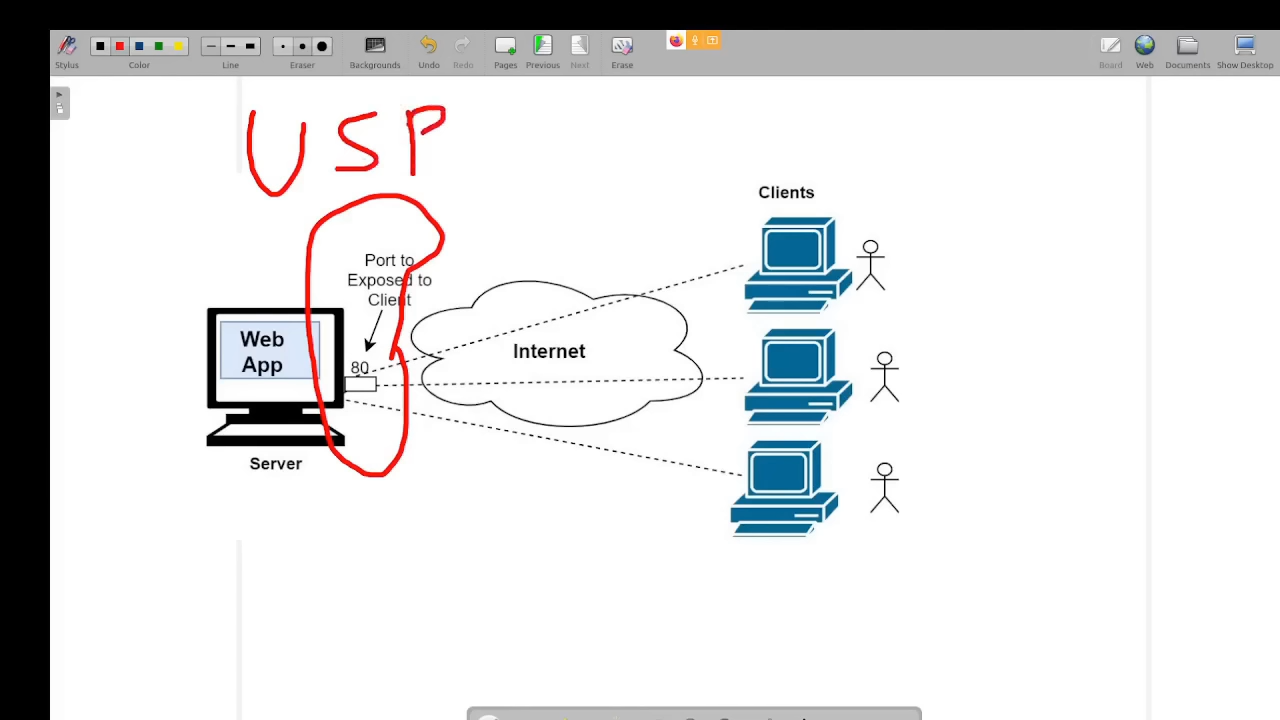 Stylus
Color
Line
Eraser
Backgrounds
Undo
Redo
Pages
Previous
Next
Erase
Board
Web
Documents
Show Desktop
USP
Clients
Port to
Exposed to
Client
80
Web
App
Internet
Server